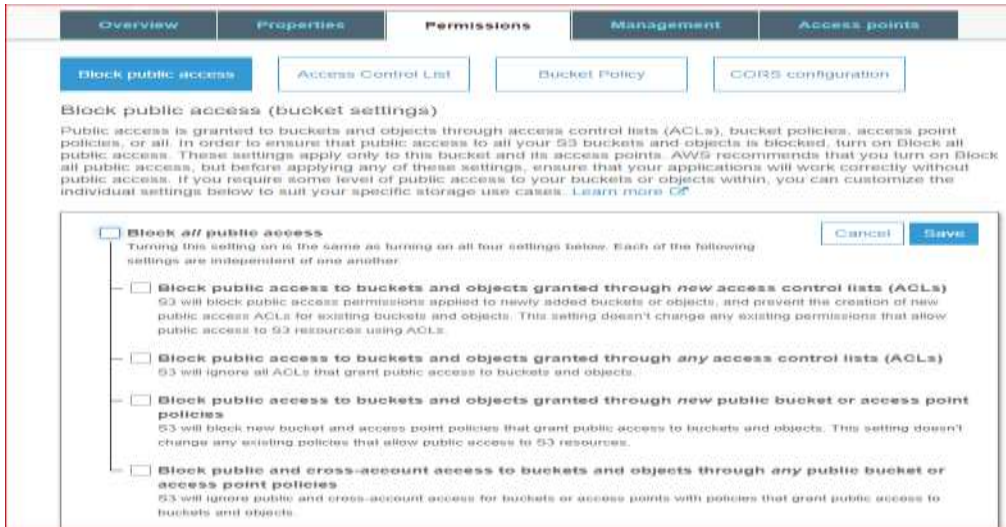 Overview Properties Permissions Management Access points
Block public access Access Control List Bucket Policy CORS configuration
Block public access (bucket settings)
Public access is granted to buckets and objects through access control lists (ACLs), bucket policies, access point
policies, or all. In order to ensure that public access to all your S3 buckets and objects is blocked, turn on Block all
public access. These settings apply only to this bucket and its access points. AWS recommends that you turn on Block
all public access, but before applying any of these settings, ensure that your applications will work correctly without
public access. If you require some level of public access to your buckets or objects within, you can customize the
individual settings below to suit your specific storage use cases. Learn more
Block all public access Cancel Save
Turning this setting on is the same as turning on all four settings below. Each of the following
settings are independent of one another.
Block public access to buckets and objects granted through new access control lists (ACLs)
S3 will block public access permissions applied to newly added buckets or objects, and prevent the creation of new
public access ACLs for existing buckets and objects. This setting doesn't change any existing permissions that allow
public access to S3 resources using ACLs.
Block public access to buckets and objects granted through any access control lists (ACLs)
S3 will ignore all ACLs that grant public access to buckets and objects.
Block public access to buckets and objects granted through new public bucket or access point
policies
S3 will block new bucket and access point policies that grant public access to buckets and objects. This setting doesn't
change any existing policies that allow public access to S3 resources.
Block public and cross-account access to buckets and objects through any public bucket or
access point policies
S3 will ignore public and cross-account access for buckets or access points with policies that grant public access to
buckets and objects.